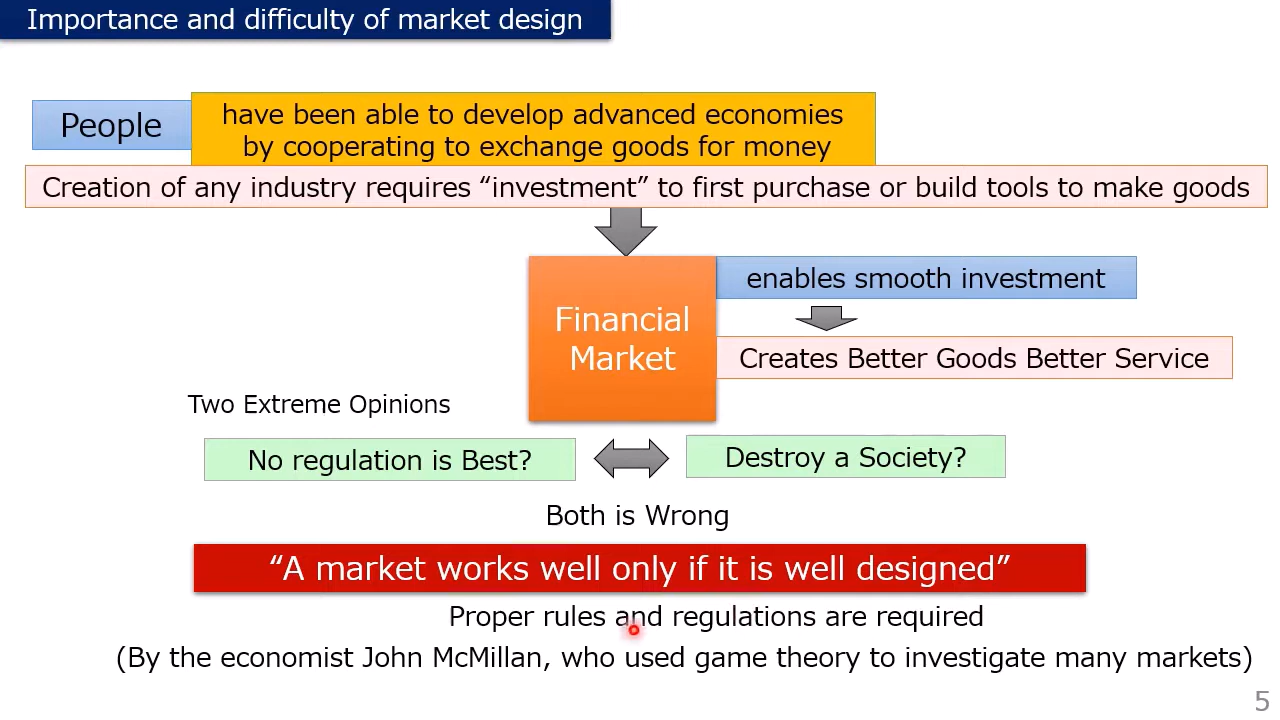 Importance and difficulty of market design
People
have been able to develop advanced economies
by cooperating to exchange goods for money
Creation of any industry requires “investment” to first purchase or build tools to make goods
Financial
Market
enables smooth investment
Creates Better Goods Better Service
Two Extreme Opinions
No regulation is Best?
Destroy a Society?
Both is Wrong
“A market works well only if it is well designed”
Proper rules and regulations are required
(By the economist John McMillan, who used game theory to investigate many markets)
5